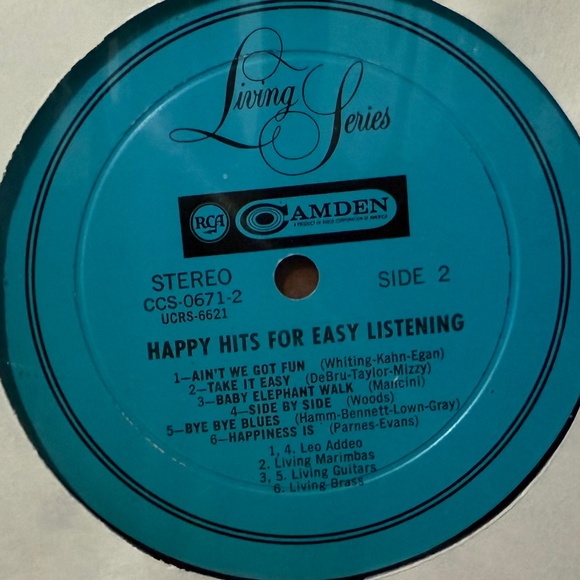 Living Series
RCA CAMDEN
A PRODUCT OF RADIO CORPORATION OF AMERICA
STEREO
CCS-0671-2
UCRS-6621
SIDE 2
HAPPY HITS FOR EASY LISTENING
1—AIN'T WE GOT FUN (Whiting-Kahn-Egan)
2—TAKE IT EASY (DeBru-Taylor-Mizzy)
3—BABY ELEPHANT WALK (Mancini)
4—SIDE BY SIDE (Woods)
5—BYE BYE BLUES (Hamm-Bennett-Lown-Gray)
6—HAPPINESS IS (Parnes-Evans)
1, 4. Leo Addeo
2. Living Marimbas
3, 5. Living Guitars
6. Living Brass